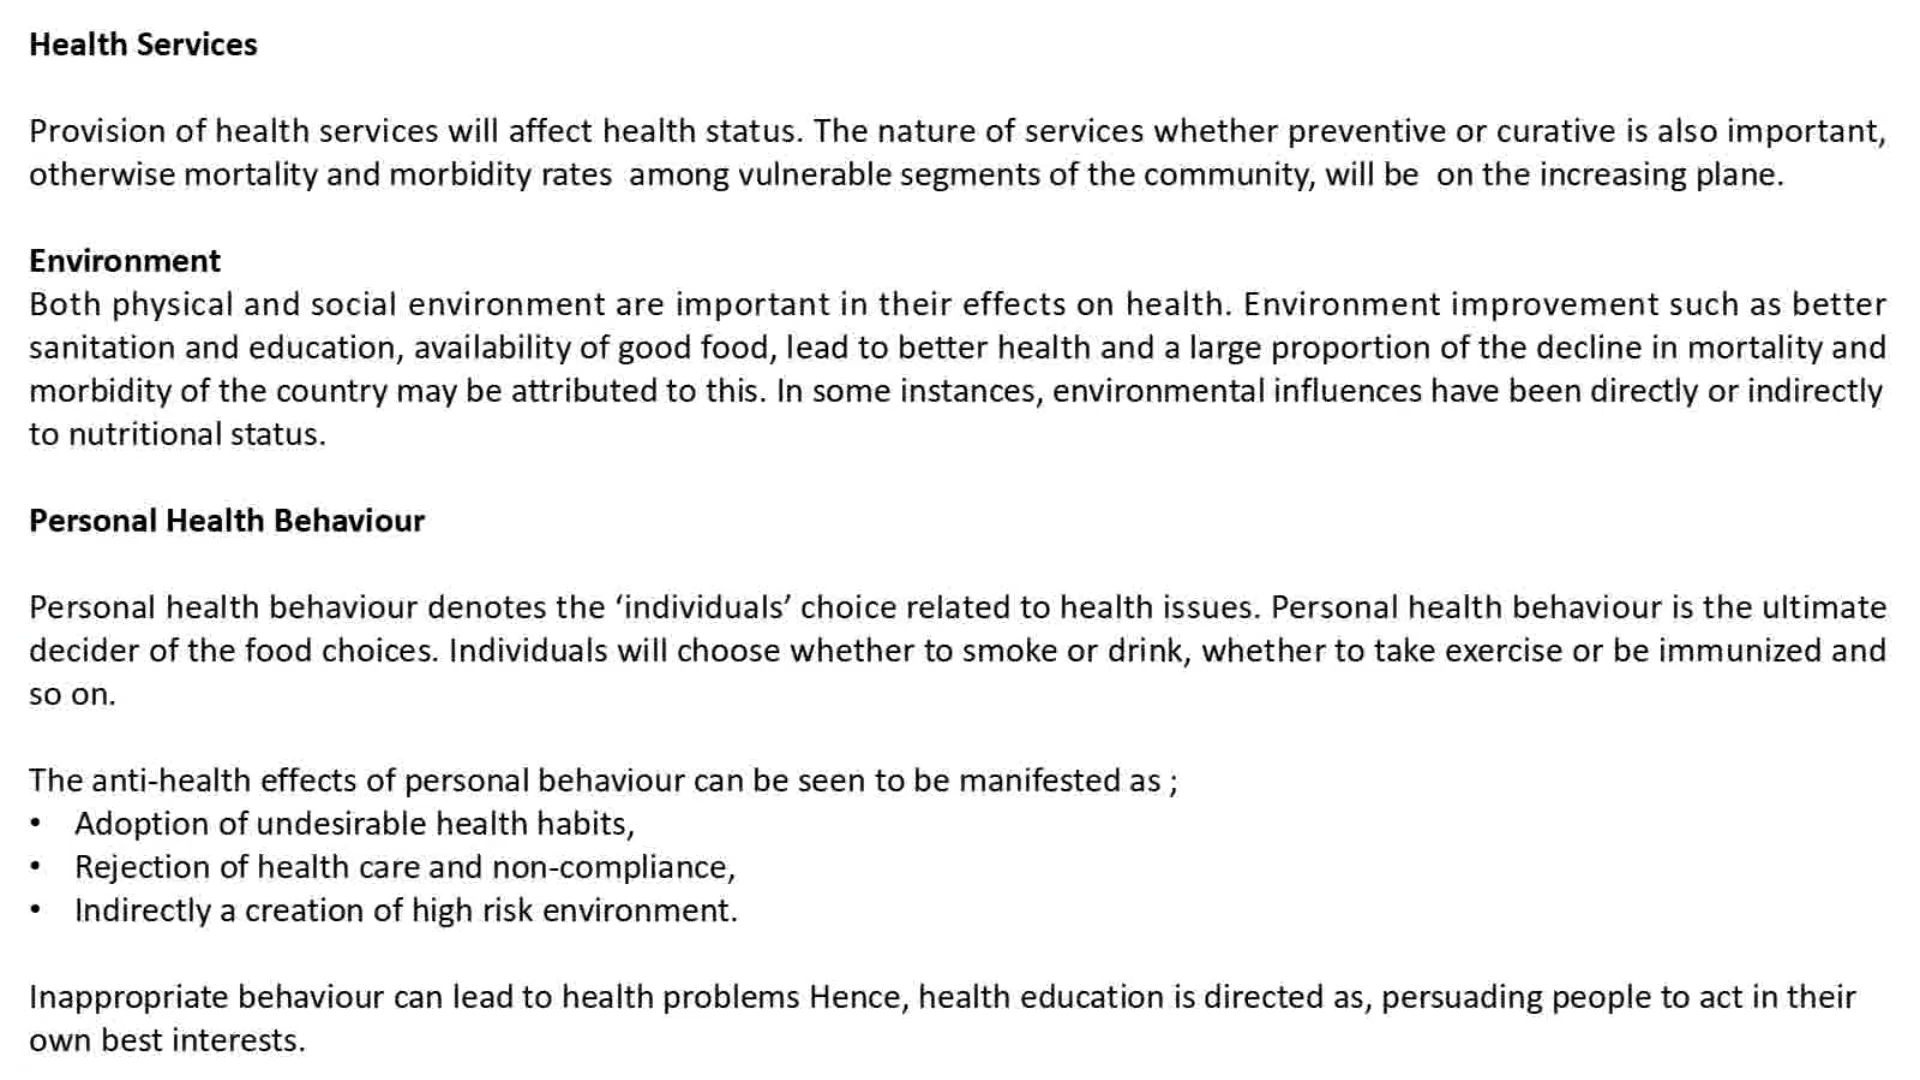 Health Services
Provision of health services will affect health status. The nature of services whether preventive or curative is also important,
otherwise mortality and morbidity rates  among vulnerable segments of the community, will be  on the increasing plane.
Environment
Both physical and social environment are important in their effects on health. Environment improvement such as better
sanitation and education, availability of good food, lead to better health and a large proportion of the decline in mortality and
morbidity of the country may be attributed to this. In some instances, environmental influences have been directly or indirectly
to nutritional status.
Personal Health Behaviour
Personal health behaviour denotes the ‘individuals’ choice related to health issues. Personal health behaviour is the ultimate
decider of the food choices. Individuals will choose whether to smoke or drink, whether to take exercise or be immunized and
so on.
The anti-health effects of personal behaviour can be seen to be manifested as ;
• Adoption of undesirable health habits,
• Rejection of health care and non-compliance,
• Indirectly a creation of high risk environment.
Inappropriate behaviour can lead to health problems Hence, health education is directed as, persuading people to act in their
own best interests.